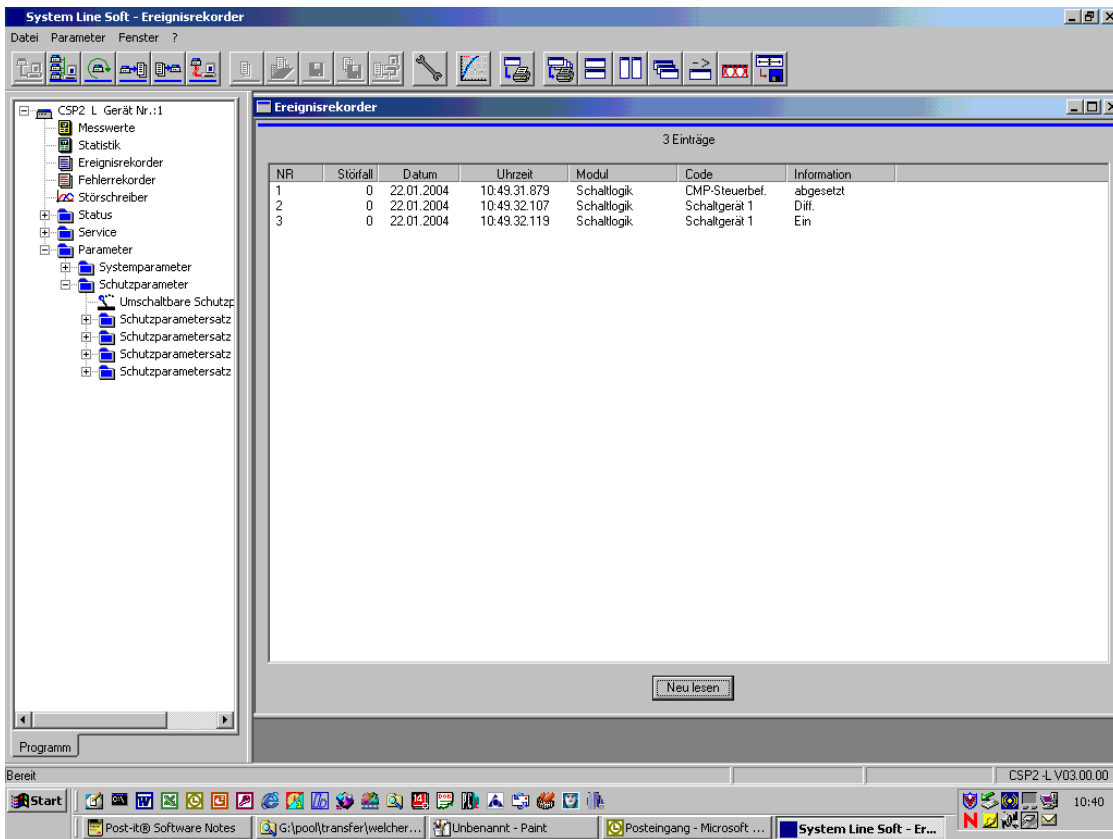 System Line Soft - Ereignisrekorder
Datei Parameter Fenster ?
CSP2 L Gerät Nr.:1
Messwerte
Statistik
Ereignisrekorder
Fehlerrekorder
Störschreiber
Status
Service
Parameter
Systemparameter
Schutzparameter
Umschaltbare Schutzp
Schutzparametersatz
Schutzparametersatz
Schutzparametersatz
Schutzparametersatz
Programm
Ereignisrekorder
3 Einträge
NR Störfall Datum Uhrzeit Modul Code Information
1 0 22.01.2004 10:49.31.879 Schaltlogik CMP-Steuerbef. abgesetzt
2 0 22.01.2004 10:49.32.107 Schaltlogik Schaltgerät 1 Diff.
3 0 22.01.2004 10:49.32.119 Schaltlogik Schaltgerät 1 Ein
Neu lesen
Bereit CSP2 -L V03.00.00
Start 10:40
Post-it® Software Notes G:\pool\transfer\welcher... Unbenannt - Paint Posteingang - Microsoft ... System Line Soft - Er...